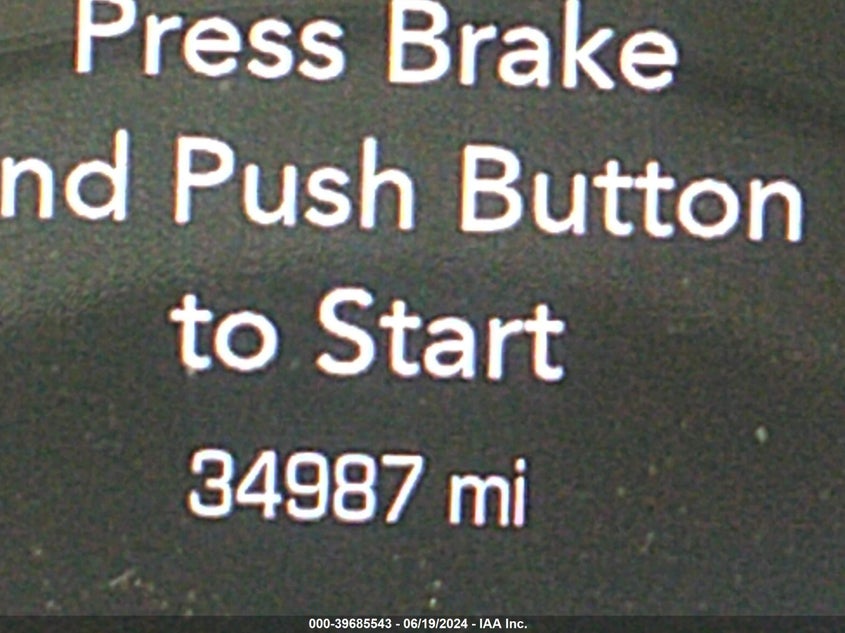 Press Brake
nd Push Button
to Start
34987 mi
000-39685543 - 06/19/2024 - IAA Inc.